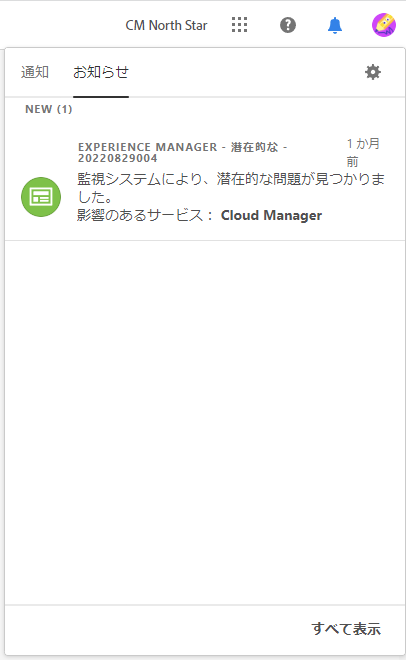 CM North Star
通知 お知らせ
NEW (1)
EXPERIENCE MANAGER - 潜在的な -
20220829004
1 か月
前
監視システムにより、潜在的な問題が見つかりま
した。
影響のあるサービス： Cloud Manager
すべて表示